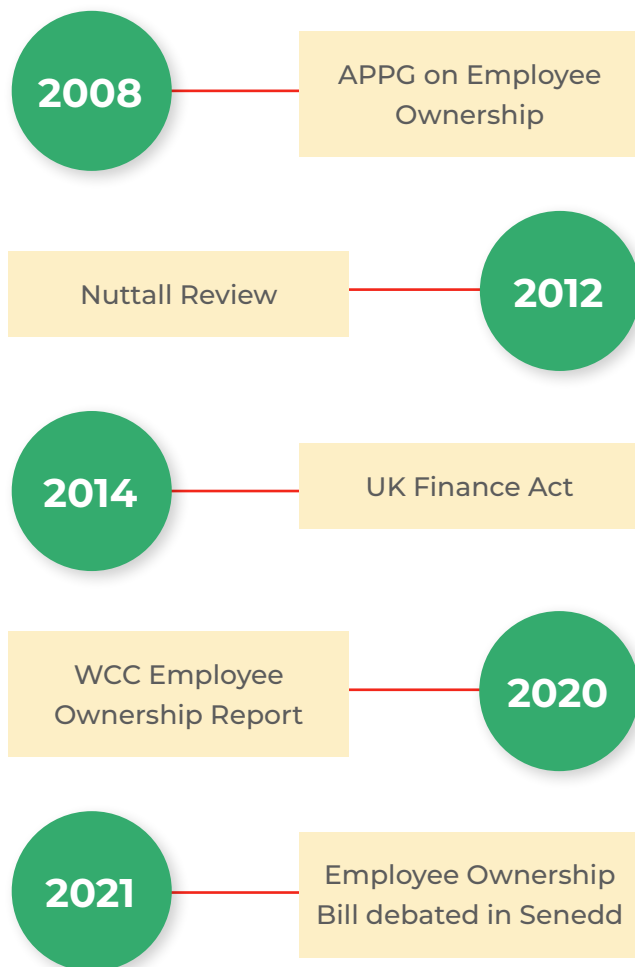 2008
APPG on Employee
Ownership
Nuttall Review
2012
2014
UK Finance Act
WCC Employee
Ownership Report
2020
2021
Employee Ownership
Bill debated in Senedd